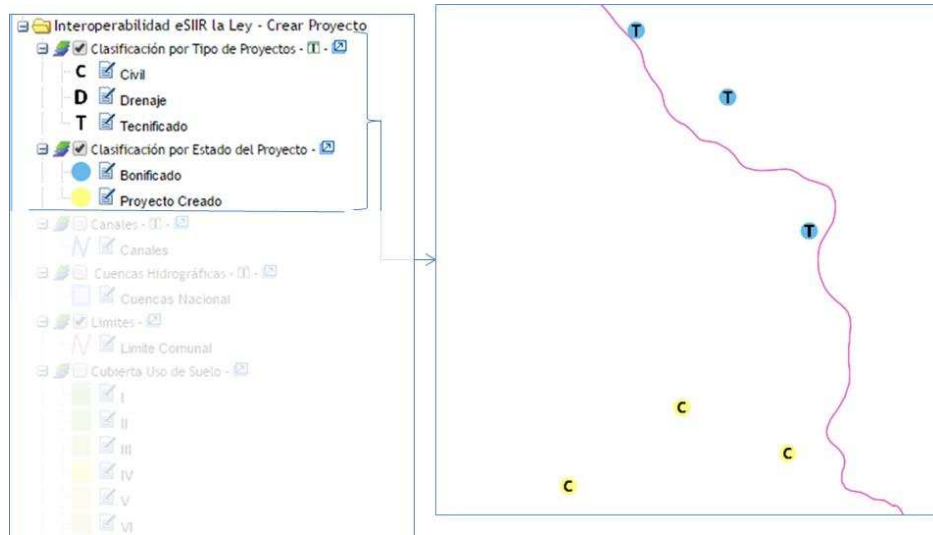 Interoperabilidad eSIIR la Ley - Crear Proyecto
Clasificación por Tipo de Proyectos - T -
C Civil
D Drenaje
T Tecnificado
Clasificación por Estado del Proyecto -
Bonificado
Proyecto Creado
Canales - T -
Canales
Cuencas Hidrográficas - T -
Cuencas Nacional
Limites -
Limite Comunal
Cubierta Uso de Suelo -
I
II
III
IV
V
VI
T
T
T
C
C
C